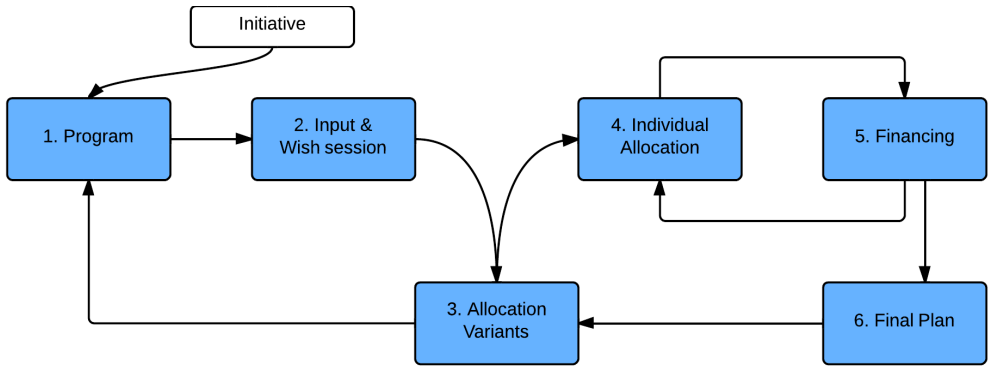 Initiative
1. Program
2. Input &
Wish session
4. Individual
Allocation
5. Financing
3. Allocation
Variants
6. Final Plan